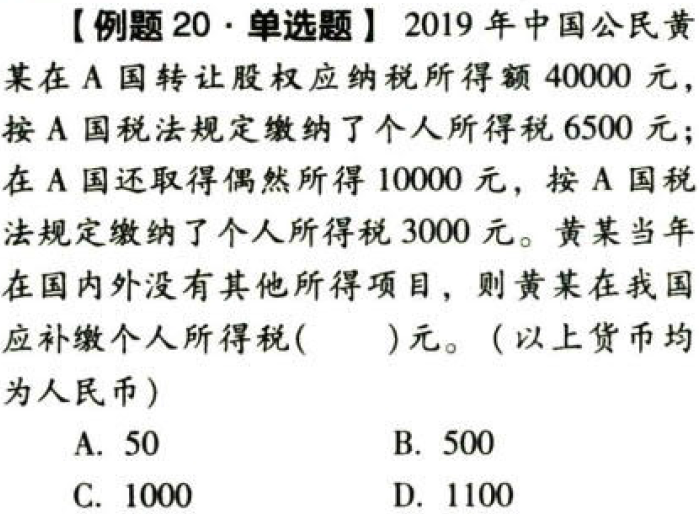 【例题 20·单选题】 2019 年中国公民黄
某在 A 国转让股权应纳税所得额 40000 元，
按 A 国税法规定缴纳了个人所得税 6500 元；
在 A 国还取得偶然所得 10000 元，按 A 国税
法规定缴纳了个人所得税 3000 元。黄某当年
在国内外没有其他所得项目，则黄某在我国
应补缴个人所得税(　　)元。（以上货币均
为人民币）
A. 50　　B. 500
C. 1000　　D. 1100